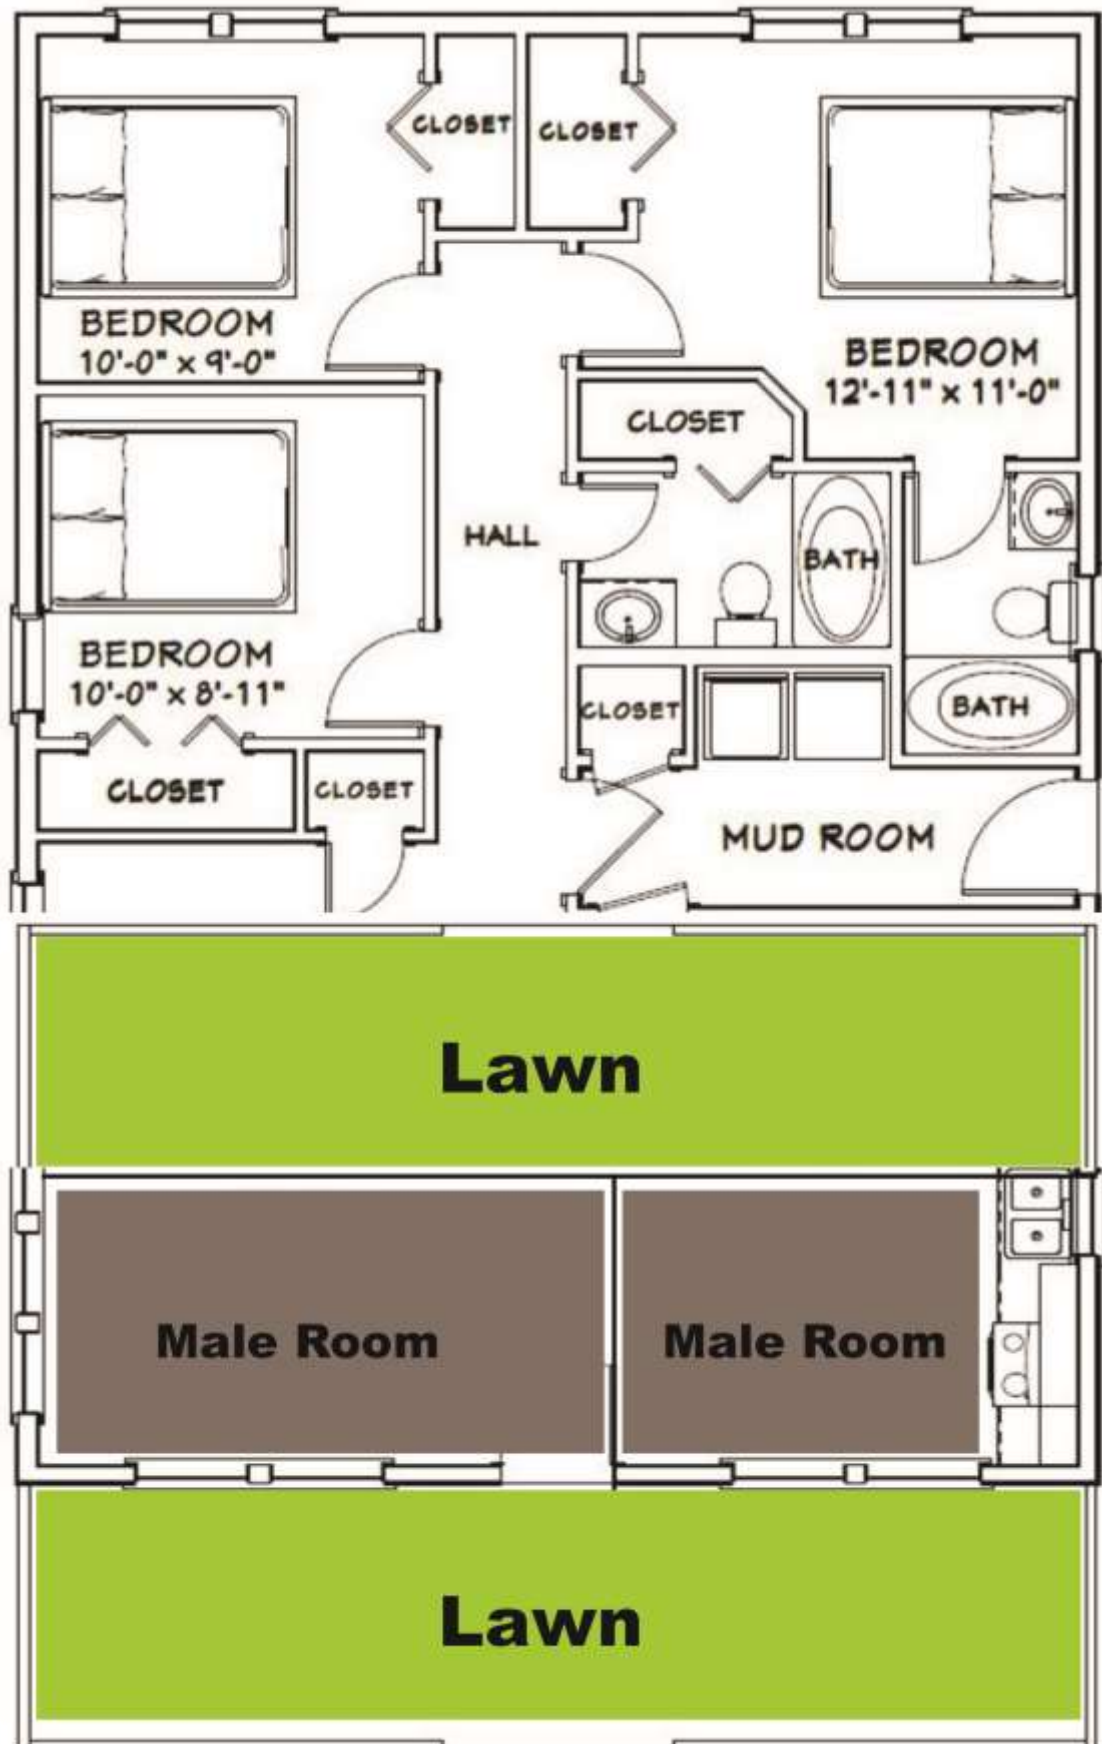 CLOSET
CLOSET
BEDROOM
10'-0" x 9'-0"
BEDROOM
12'-11" x 11'-0"
CLOSET
HALL
BATH
BEDROOM
10'-0" x 8'-11"
CLOSET
BATH
CLOSET
CLOSET
MUD ROOM
Lawn
Male Room
Male Room
Lawn